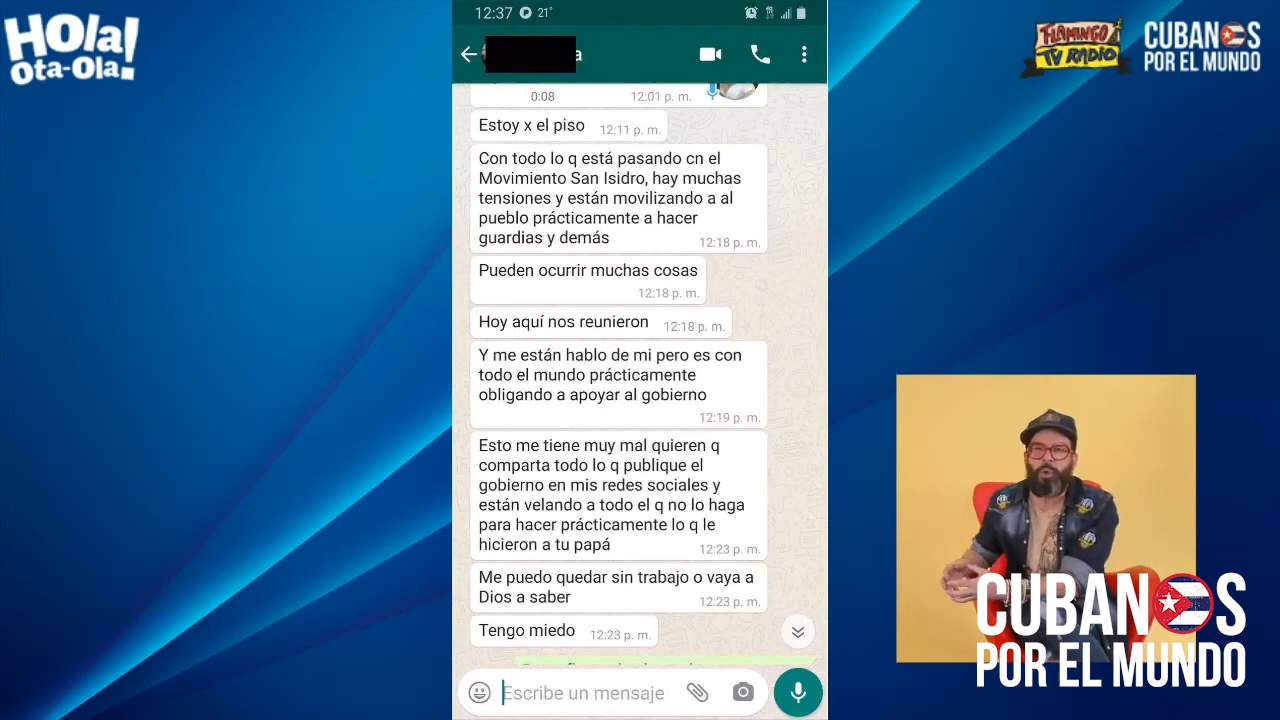 HOla!
Ota-Ola!
12:37 21°
FLAMINGO
TV RADIO
CUBANOS
POR EL MUNDO
a
0:08 12:01 p. m.
Estoy x el piso 12:11 p. m.
Con todo lo q está pasando cn el
Movimiento San Isidro, hay muchas
tensiones y están movilizando a al
pueblo prácticamente a hacer
guardias y demás 12:18 p. m.
Pueden ocurrir muchas cosas
12:18 p. m.
Hoy aquí nos reunieron 12:18 p. m.
Y me están hablo de mi pero es con
todo el mundo prácticamente
obligando a apoyar al gobierno
12:19 p. m.
Esto me tiene muy mal quieren q
comparta todo lo q publique el
gobierno en mis redes sociales y
están velando a todo el q no lo haga
para hacer prácticamente lo q le
hicieron a tu papá 12:23 p. m.
Me puedo quedar sin trabajo o vaya a
Dios a saber 12:23 p. m.
Tengo miedo 12:23 p. m.
Escribe un mensaje
CUBANOS
POR EL MUNDO